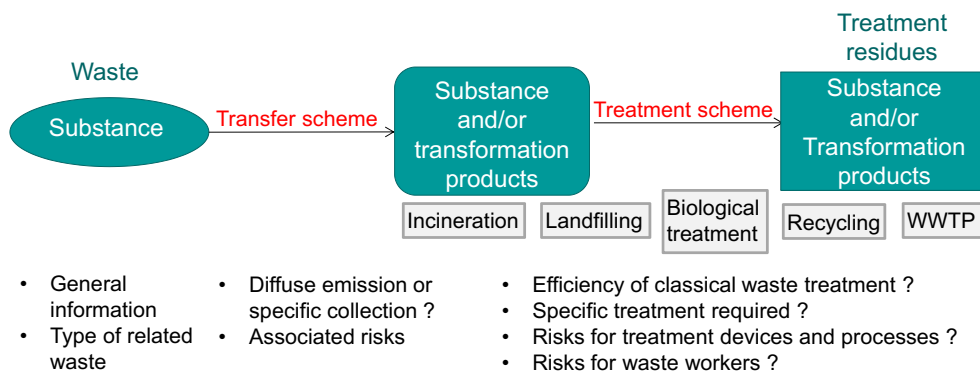 Waste
Substance
Transfer scheme
Substance
and/or
transformation
products
Treatment scheme
Treatment
residues
Substance
and/or
Transformation
products
Incineration
Landfilling
Biological
treatment
Recycling
WWTP
• General
information
• Type of related
waste
• Diffuse emission or
specific collection ?
• Associated risks
• Efficiency of classical waste treatment ?
• Specific treatment required ?
• Risks for treatment devices and processes ?
• Risks for waste workers ?